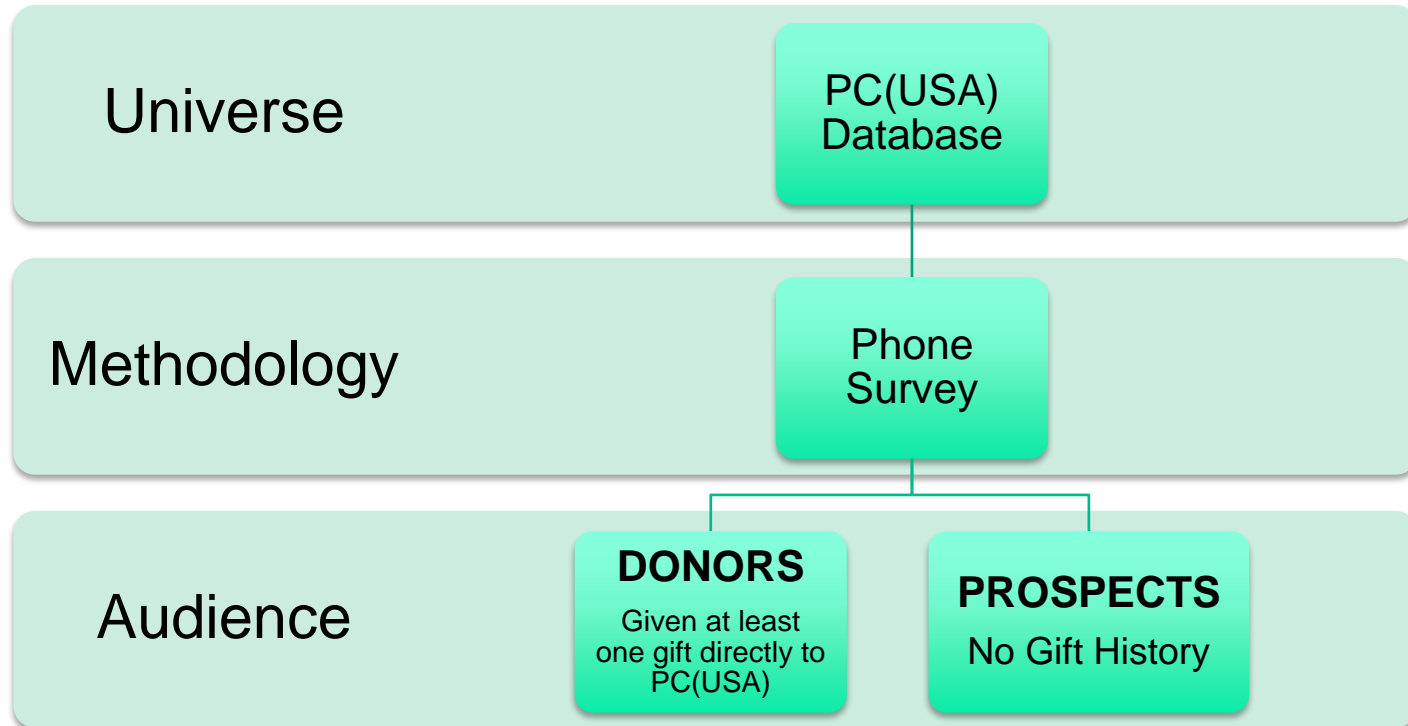 Universe
PC(USA)
Database
Methodology
Phone
Survey
Audience
DONORS
Given at least
one gift directly to
PC(USA)
PROSPECTS
No Gift History